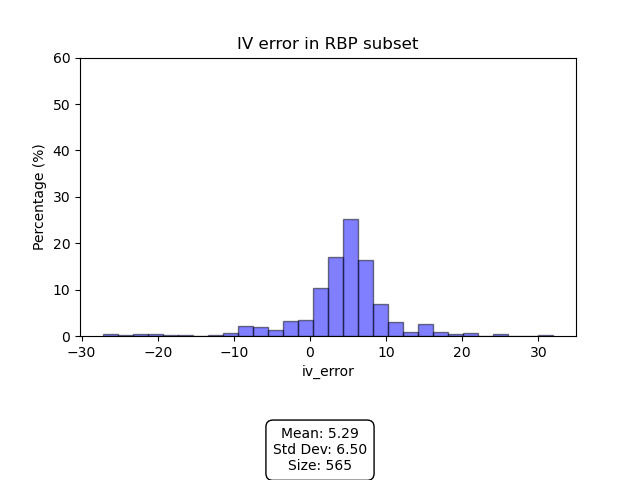 IV error in RBP subset
60
50
40
30
20
10
0
Percentage (%)
−30
−20
−10
0
10
20
30
iv_error
Mean: 5.29
Std Dev: 6.50
Size: 565